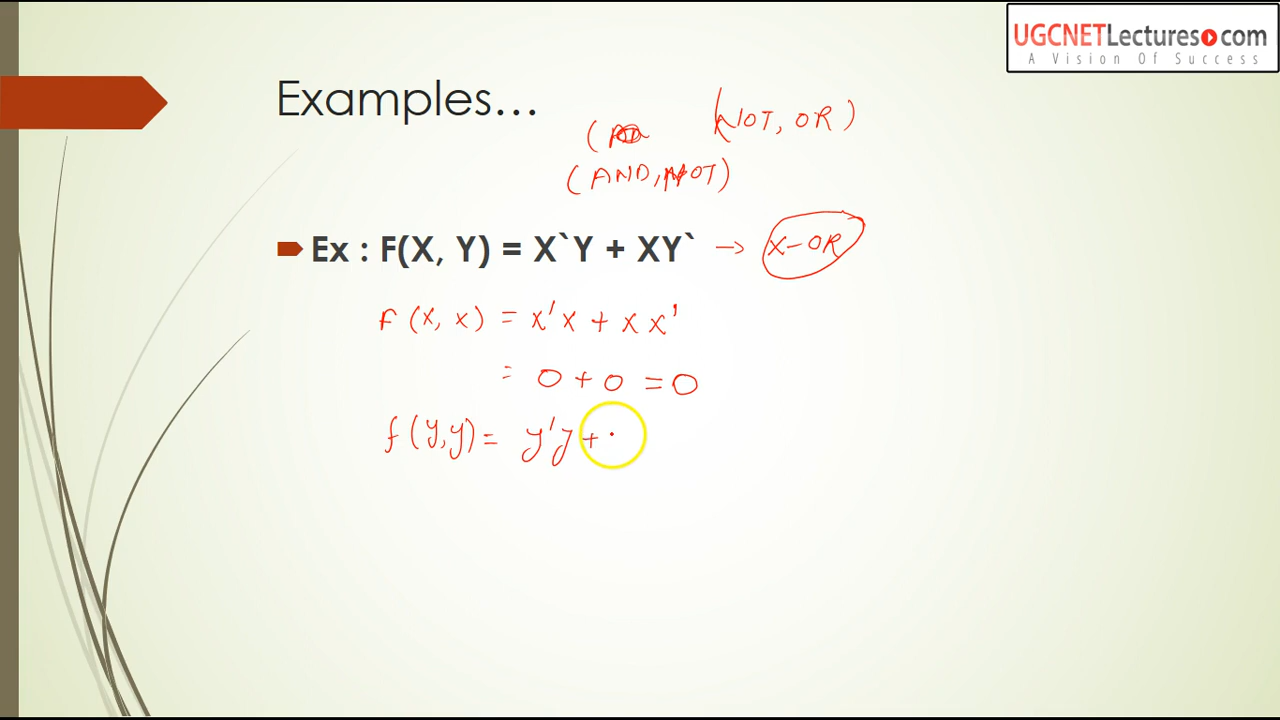 UGCNETLectures.com
A Vision Of Success
Examples...
(NOT, OR)
(AND, NOT)
Ex : F(X, Y) = X`Y + XY` → X-OR
F (X, X) = X'X + X X'
= 0 + 0 = 0
f (y, y) = y'y +